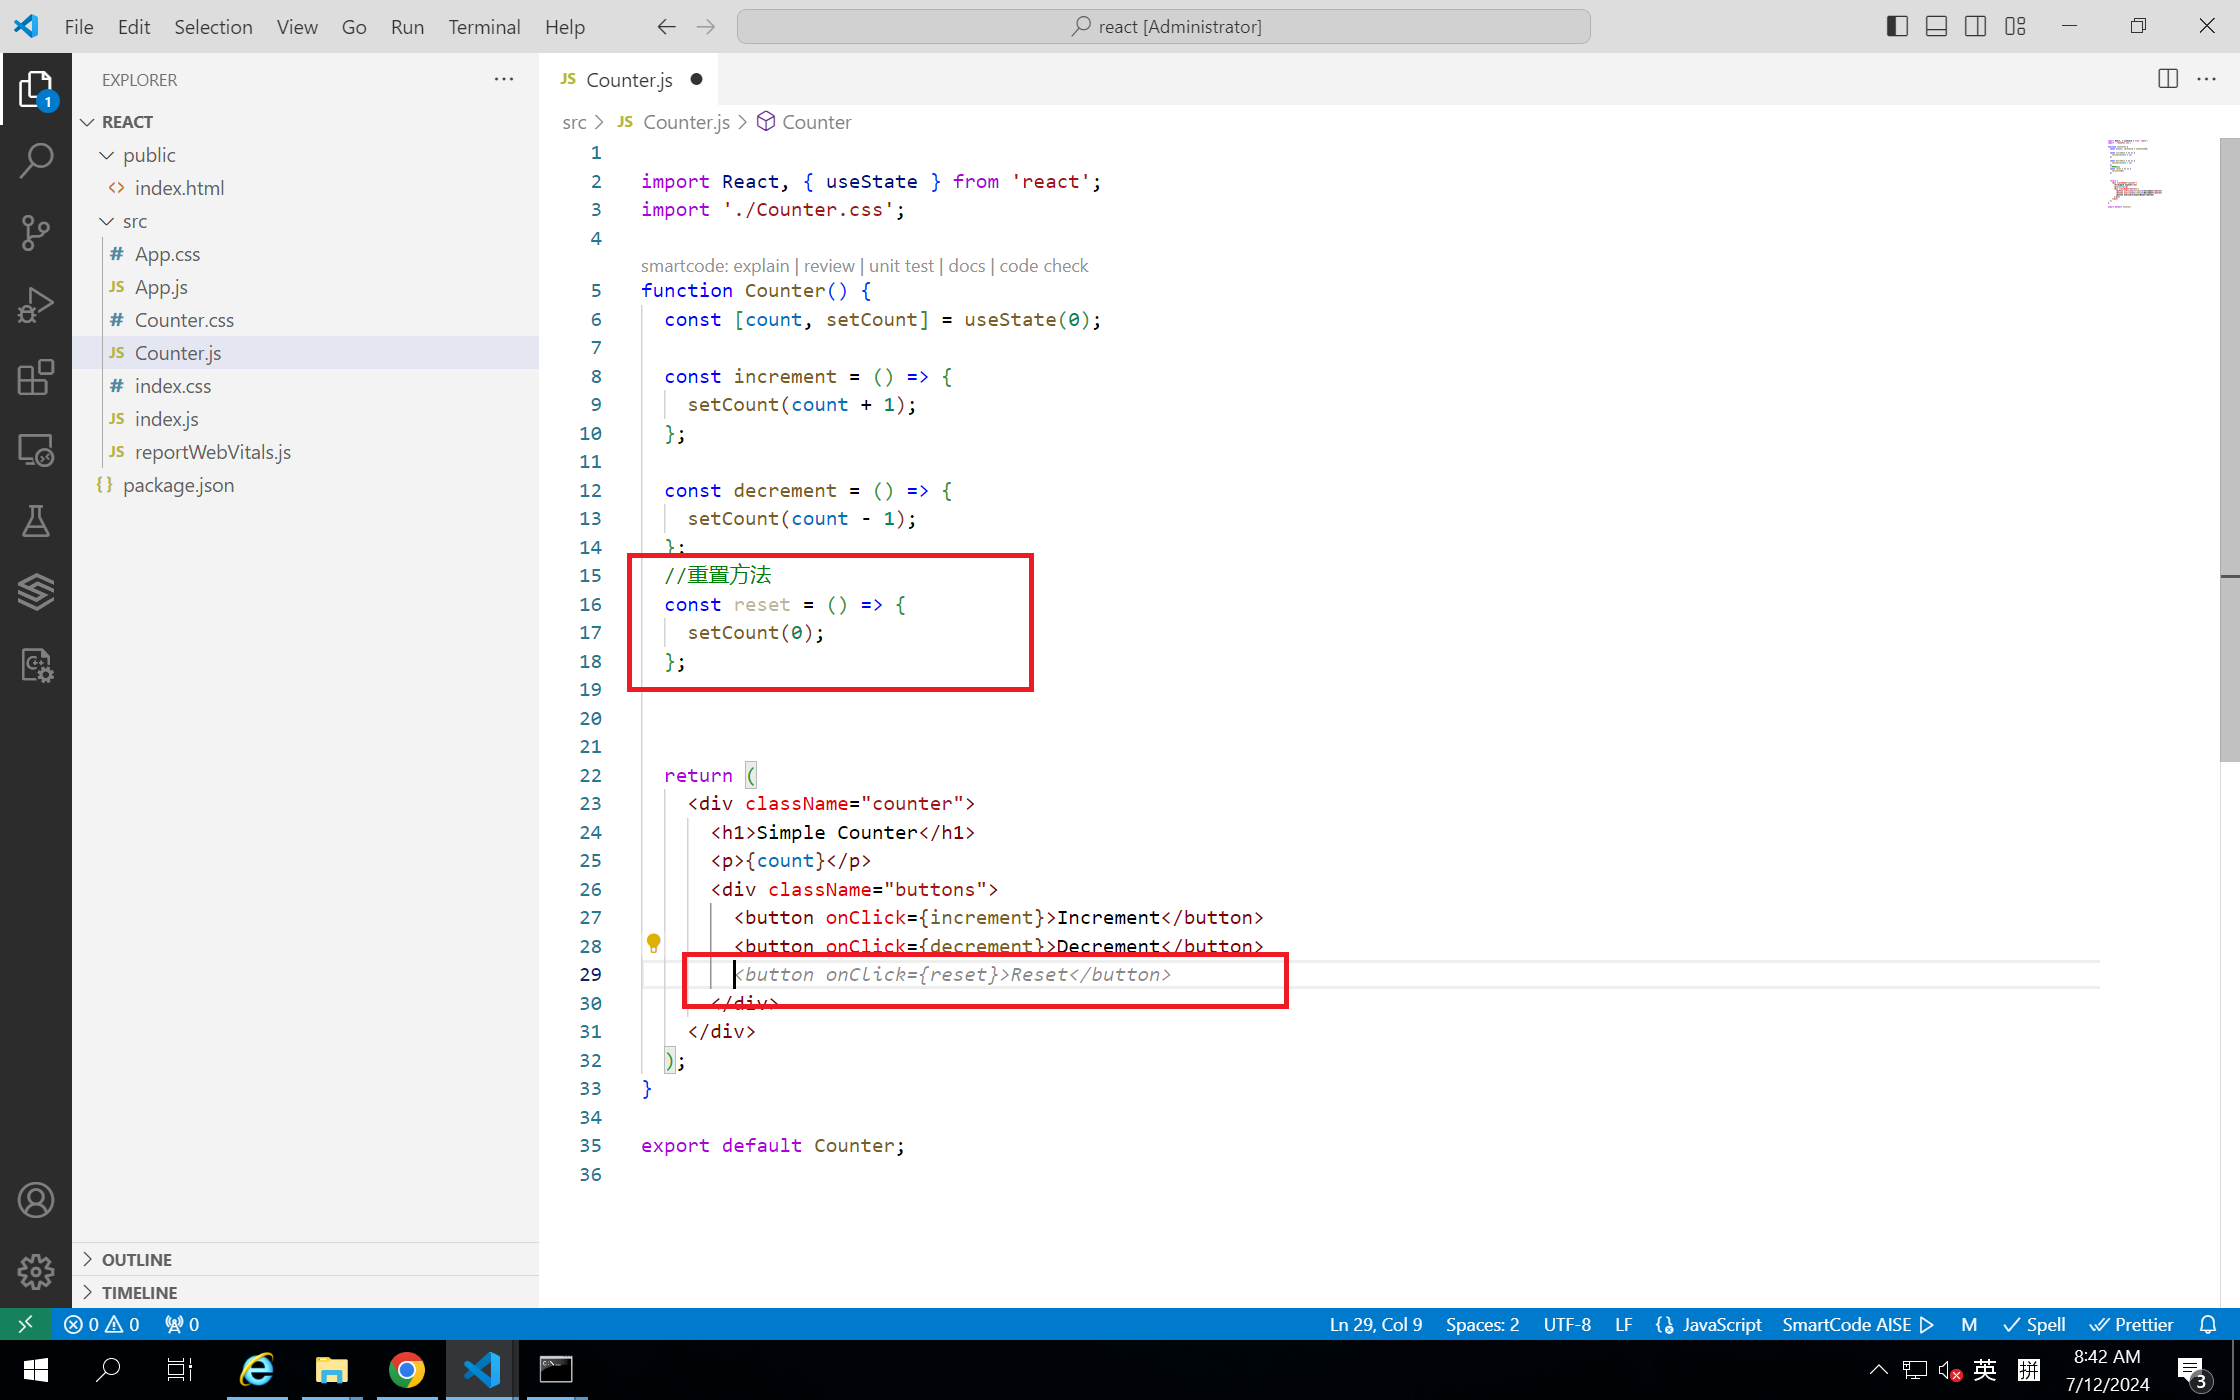 File Edit Selection View Go Run Terminal Help
react [Administrator]
EXPLORER
1
REACT
public
index.html
src
App.css
App.js
Counter.css
Counter.js
index.css
index.js
reportWebVitals.js
package.json
OUTLINE
TIMELINE
JS Counter.js
src > JS Counter.js > Counter
1
2 import React, { useState } from 'react';
3 import './Counter.css';
4
smartcode: explain | review | unit test | docs | code check
5 function Counter() {
6 const [count, setCount] = useState(0);
7
8 const increment = () => {
9 setCount(count + 1);
10 };
11
12 const decrement = () => {
13 setCount(count - 1);
14 };
15 //重置方法
16 const reset = () => {
17 setCount(0);
18 };
19
20
21
22 return (
23 <div className="counter">
24 <h1>Simple Counter</h1>
25 <p>{count}</p>
26 <div className="buttons">
27 <button onClick={increment}>Increment</button>
28 <button onClick={decrement}>Decrement</button>
29 <button onClick={reset}>Reset</button>
30 </div>
31 </div>
32 );
33 }
34
35 export default Counter;
36
0 0 0 Ln 29, Col 9 Spaces: 2 UTF-8 LF {} JavaScript SmartCode AISE M Spell Prettier
英 拼 8:42 AM
7/12/2024
3